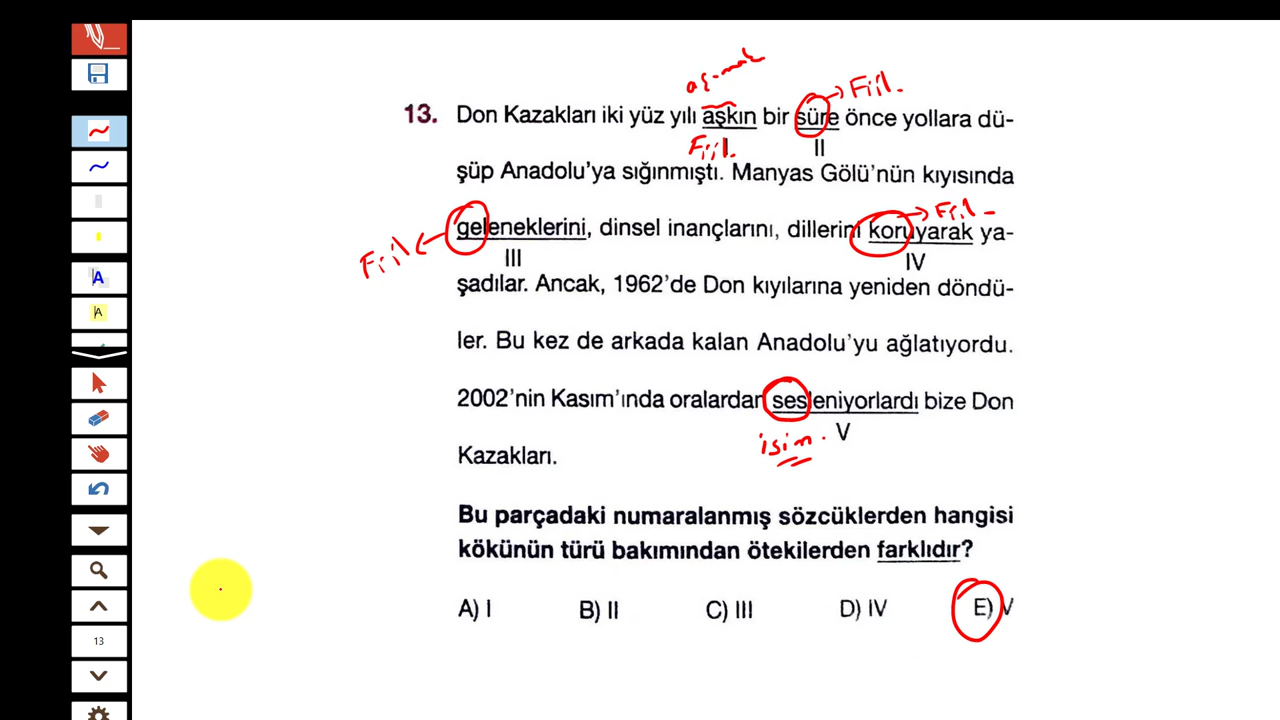 aş-mak
Fiil.
13. Don Kazakları iki yüz yılı aşkın bir süre önce yollara dü-
Fiil. II
şüp Anadolu'ya sığınmıştı. Manyas Gölü'nün kıyısında
Fiil
geleneklerini, dinsel inançlarını, dillerini koruyarak ya-
Fiil III IV
şadılar. Ancak, 1962'de Don kıyılarına yeniden döndü-
ler. Bu kez de arkada kalan Anadolu'yu ağlatıyordu.
2002'nin Kasım'ında oralardan sesleniyorlardı bize Don
isim. V
Kazakları.
Bu parçadaki numaralanmış sözcüklerden hangisi
kökünün türü bakımından ötekilerden farklıdır?
A) I B) II C) III D) IV E) V
A
A
13